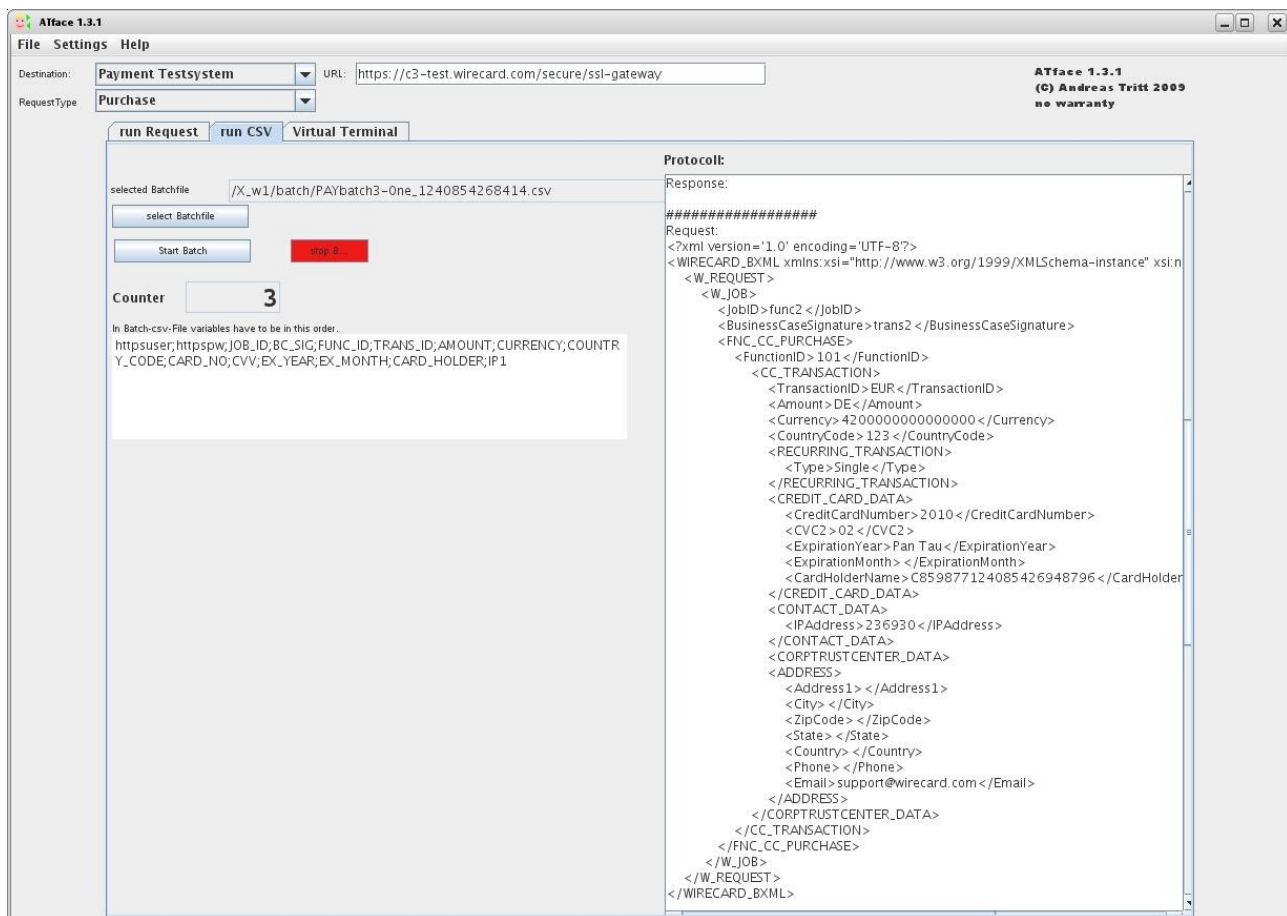 ATface 1.3.1
File Settings Help
Destination: Payment Testsystem URL: https://c3-test.wirecard.com/secure/ssl-gateway
ATface 1.3.1
(C) Andreas Tritt 2009
no warranty
RequestType Purchase
run Request run CSV Virtual Terminal
selected Batchfile /X_w1/batch/PAYbatch3-One_1240854268414.csv
select Batchfile
Start Batch stop B...
Counter 3
In Batch-csv-File variables have to be in this order.
httpsuser;httpspw;JOB_ID;BC_SIG;FUNC_ID;TRANS_ID;AMOUNT;CURRENCY;COUNTR
Y_CODE;CARD_NO;CVV;EX_YEAR;EX_MONTH;CARD_HOLDER;IP1
Protocoll:
Response:
##################
Request:
<?xml version='1.0' encoding='UTF-8'?>
<WIRECARD_BXML xmlns:xsi="http://www.w3.org/1999/XMLSchema-instance" xsi:n
<W_REQUEST>
<W_JOB>
<JobID>func2</JobID>
<BusinessCaseSignature>trans2</BusinessCaseSignature>
<FNC_CC_PURCHASE>
<FunctionID>101</FunctionID>
<CC_TRANSACTION>
<TransactionID>EUR</TransactionID>
<Amount>DE</Amount>
<Currency>4200000000000000</Currency>
<CountryCode>123</CountryCode>
<RECURRING_TRANSACTION>
<Type>Single</Type>
</RECURRING_TRANSACTION>
<CREDIT_CARD_DATA>
<CreditCardNumber>2010</CreditCardNumber>
<CVC2>02</CVC2>
<ExpirationYear>Pan Tau</ExpirationYear>
<ExpirationMonth></ExpirationMonth>
<CardHolderName>C859877124085426948796</CardHolder
</CREDIT_CARD_DATA>
<CONTACT_DATA>
<IPAddress>236930</IPAddress>
</CONTACT_DATA>
<CORPTRUSTCENTER_DATA>
<ADDRESS>
<Address1></Address1>
<City></City>
<ZipCode></ZipCode>
<State></State>
<Country></Country>
<Phone></Phone>
<Email>support@wirecard.com</Email>
</ADDRESS>
</CORPTRUSTCENTER_DATA>
</CC_TRANSACTION>
</FNC_CC_PURCHASE>
</W_JOB>
</W_REQUEST>
</WIRECARD_BXML>